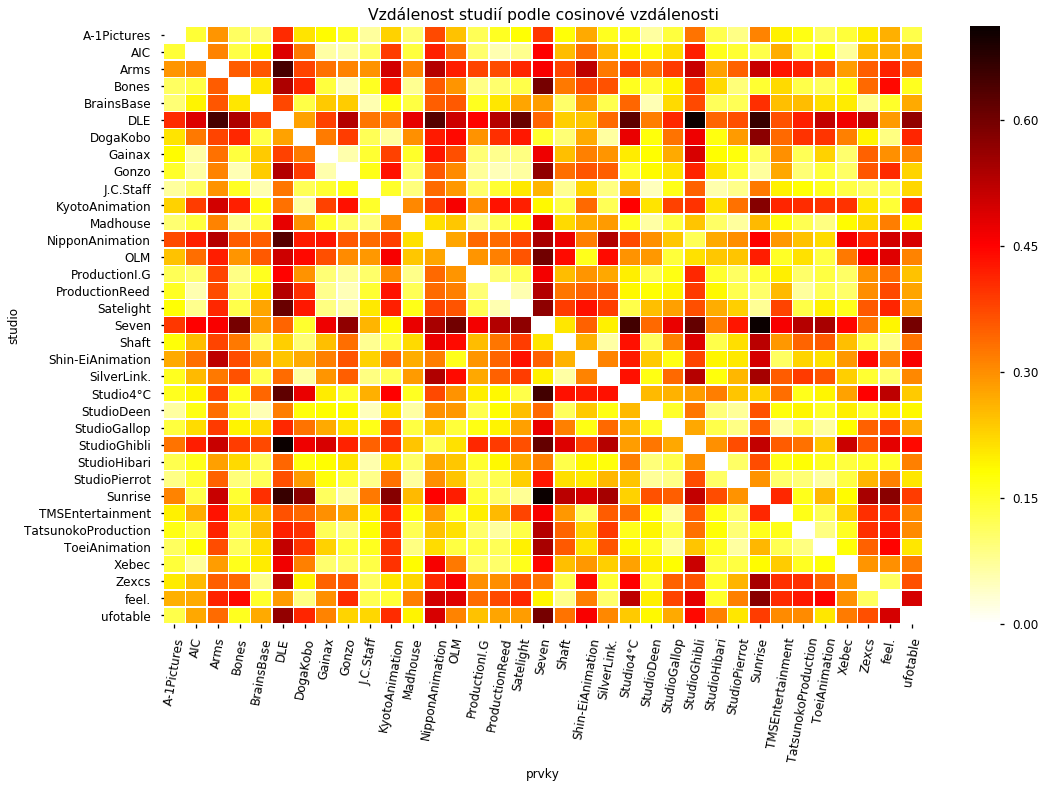 Vzdálenost studií podle cosinové vzdálenosti
studio
A-1Pictures
AIC
Arms
Bones
BrainsBase
DLE
DogaKobo
Gainax
Gonzo
J.C.Staff
KyotoAnimation
Madhouse
NipponAnimation
OLM
ProductionI.G
ProductionReed
Satelight
Seven
Shaft
Shin-EiAnimation
SilverLink.
Studio4°C
StudioDeen
StudioGallop
StudioGhibli
StudioHibari
StudioPierrot
Sunrise
TMSEntertainment
TatsunokoProduction
ToeiAnimation
Xebec
Zexcs
feel.
ufotable
A-1Pictures
AIC
Arms
Bones
BrainsBase
DLE
DogaKobo
Gainax
Gonzo
J.C.Staff
KyotoAnimation
Madhouse
NipponAnimation
OLM
ProductionI.G
ProductionReed
Satelight
Seven
Shaft
Shin-EiAnimation
SilverLink.
Studio4°C
StudioDeen
StudioGallop
StudioGhibli
StudioHibari
StudioPierrot
Sunrise
TMSEntertainment
TatsunokoProduction
ToeiAnimation
Xebec
Zexcs
feel.
ufotable
prvky
0.60
0.45
0.30
0.15
0.00